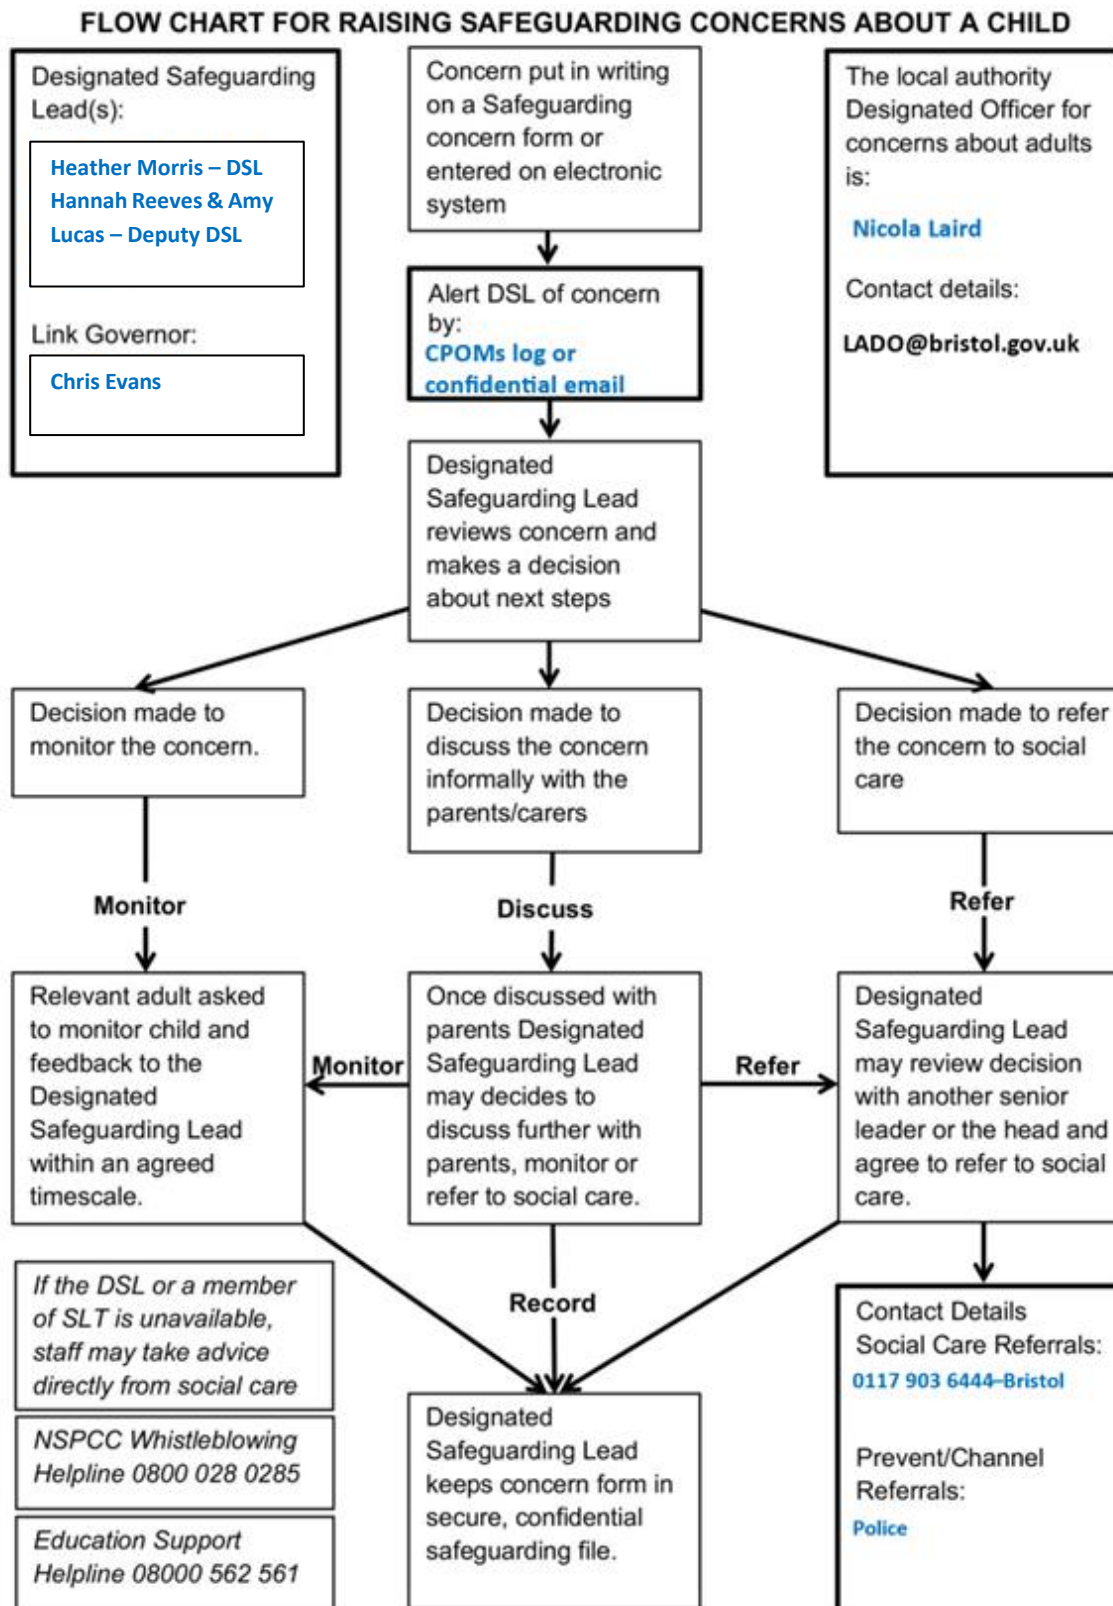 FLOW CHART FOR RAISING SAFEGUARDING CONCERNS ABOUT A CHILD
Designated Safeguarding
Lead(s):
Heather Morris – DSL
Hannah Reeves & Amy
Lucas – Deputy DSL
Link Governor:
Chris Evans
Concern put in writing
on a Safeguarding
concern form or
entered on electronic
system
The local authority
Designated Officer for
concerns about adults
is:
Nicola Laird
Contact details:
LADO@bristol.gov.uk
Alert DSL of concern
by:
CPOMs log or
confidential email
Designated
Safeguarding Lead
reviews concern and
makes a decision
about next steps
Decision made to
monitor the concern.
Decision made to
discuss the concern
informally with the
parents/carers
Decision made to refer
the concern to social
care
Monitor
Discuss
Refer
Relevant adult asked
to monitor child and
feedback to the
Designated
Safeguarding Lead
within an agreed
timescale.
Monitor
Once discussed with
parents Designated
Safeguarding Lead
may decides to
discuss further with
parents, monitor or
refer to social care.
Refer
Designated
Safeguarding Lead
may review decision
with another senior
leader or the head and
agree to refer to social
care.
If the DSL or a member
of SLT is unavailable,
staff may take advice
directly from social care
NSPCC Whistleblowing
Helpline 0800 028 0285
Education Support
Helpline 08000 562 561
Record
Designated
Safeguarding Lead
keeps concern form in
secure, confidential
safeguarding file.
Contact Details
Social Care Referrals:
0117 903 6444–Bristol
Prevent/Channel
Referrals:
Police